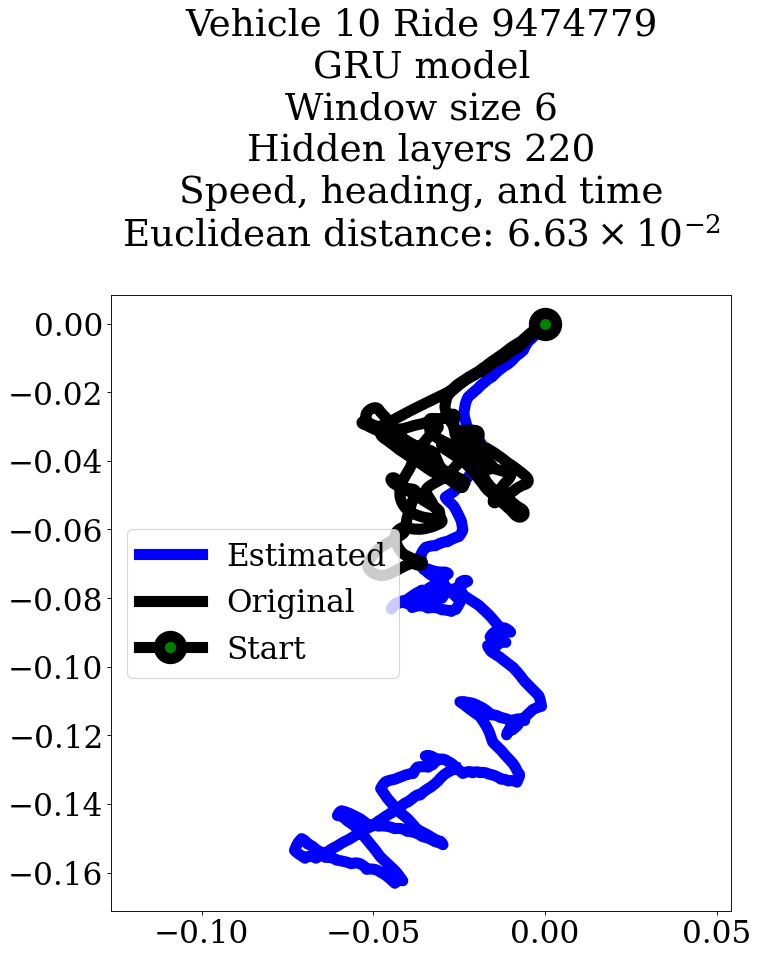 Vehicle 10 Ride 9474779
GRU model
Window size 6
Hidden layers 220
Speed, heading, and time
Euclidean distance: 6.63 × 10⁻²
0.00
−0.02
−0.04
−0.06
−0.08
−0.10
−0.12
−0.14
−0.16
Estimated
Original
Start
−0.10 −0.05 0.00 0.05